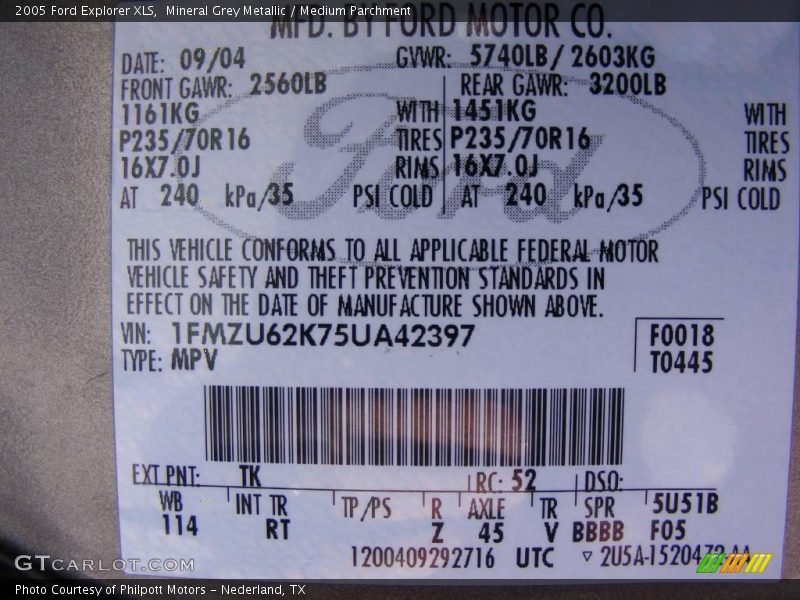 2005 Ford Explorer XLS, Mineral Grey Metallic / Medium Parchment
MFD. BY FORD MOTOR CO.
DATE: 09/04 GVWR: 5740LB / 2603KG
FRONT GAWR: 2560LB REAR GAWR: 3200LB
1161KG WITH 1451KG WITH
P235/70R16 TIRES P235/70R16 TIRES
16X7.0J RIMS 16X7.0J RIMS
AT 240 kPa/35 PSI COLD AT 240 kPa/35 PSI COLD
Ford
THIS VEHICLE CONFORMS TO ALL APPLICABLE FEDERAL MOTOR
VEHICLE SAFETY AND THEFT PREVENTION STANDARDS IN
EFFECT ON THE DATE OF MANUFACTURE SHOWN ABOVE.
VIN: 1FMZU62K75UA42397 F0018
TYPE: MPV T0445
EXT PNT: TK RC: 52 DSO:
WB INT TR TP/PS R AXLE TR SPR 5U51B
114 RT Z 45 V BBBB F05
1200409292716 UTC ▽ 2U5A-1520472-AA
GTCARLOT.COM
Photo Courtesy of Philpott Motors - Nederland, TX